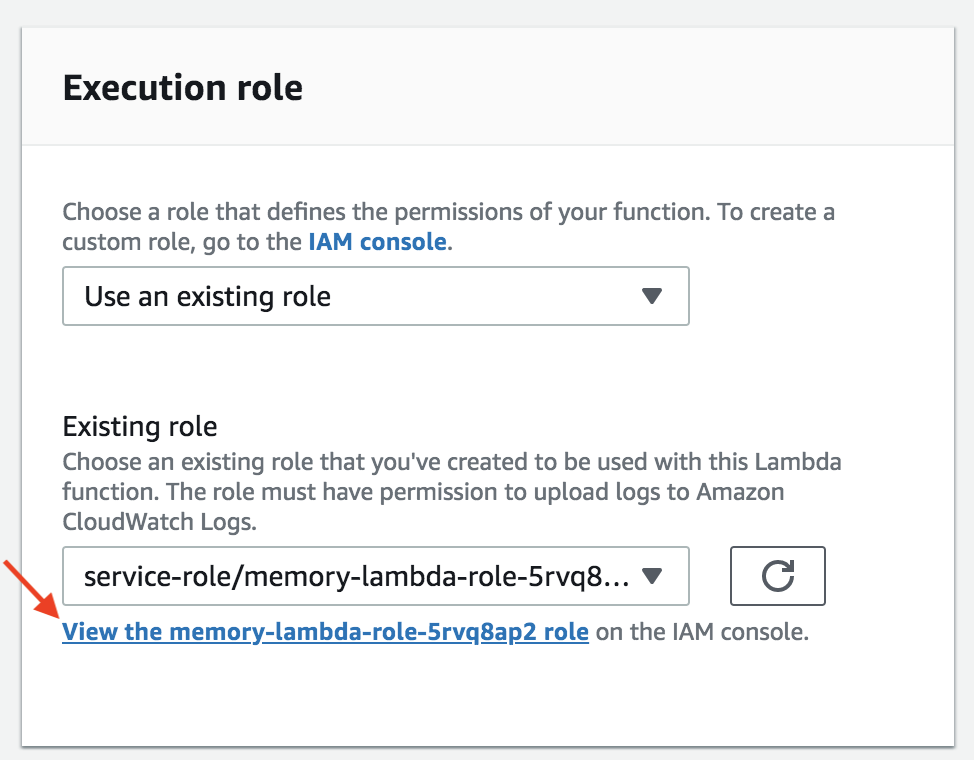 Execution role
Choose a role that defines the permissions of your function. To create a
custom role, go to the IAM console.
Use an existing role
Existing role
Choose an existing role that you've created to be used with this Lambda
function. The role must have permission to upload logs to Amazon
CloudWatch Logs.
service-role/memory-lambda-role-5rvq8...
View the memory-lambda-role-5rvq8ap2 role on the IAM console.